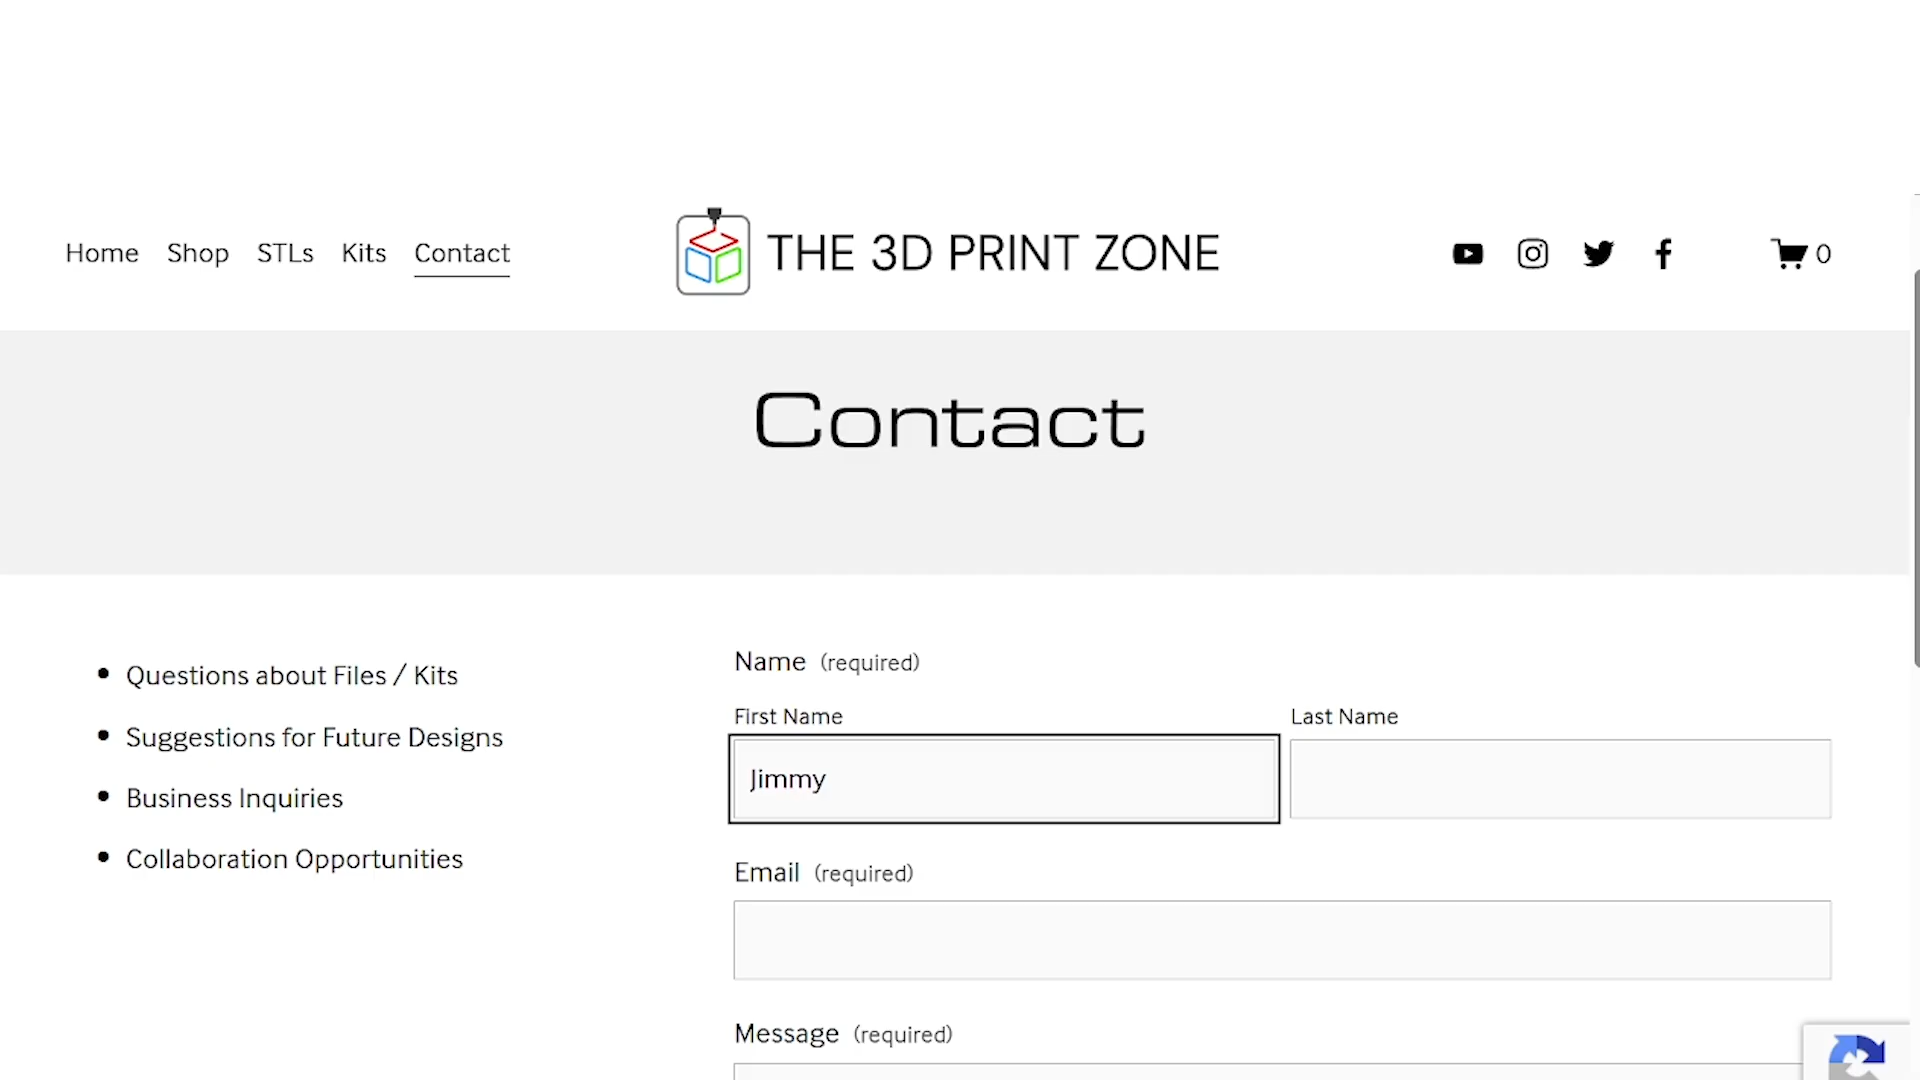 Home Shop STLs Kits Contact THE 3D PRINT ZONE 0
Contact
• Questions about Files / Kits
• Suggestions for Future Designs
• Business Inquiries
• Collaboration Opportunities
Name (required)
First Name Last Name
Jimmy
Email (required)
Message (required)